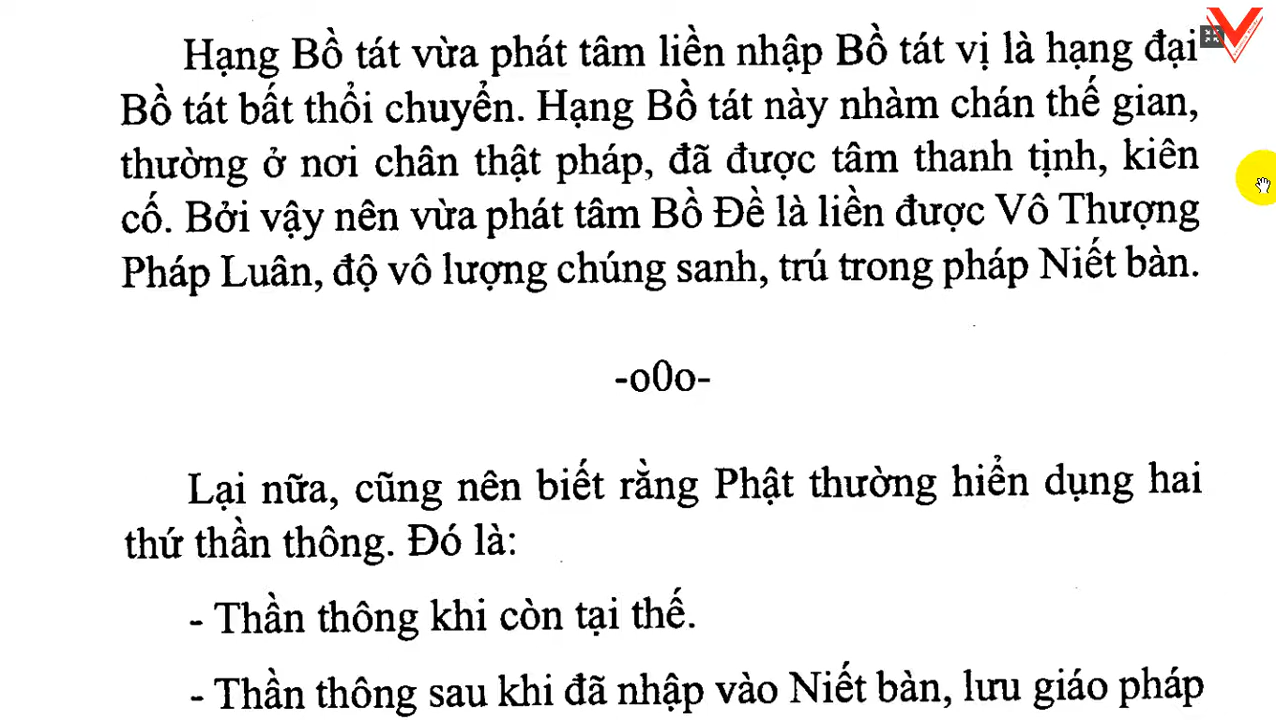 Hạng Bồ tát vừa phát tâm liền nhập Bồ tát vị là hạng đại
Bồ tát bất thổi chuyển. Hạng Bồ tát này nhàm chán thế gian,
thường ở nơi chân thật pháp, đã được tâm thanh tịnh, kiên
cố. Bởi vậy nên vừa phát tâm Bồ Đề là liền được Vô Thượng
Pháp Luân, độ vô lượng chúng sanh, trú trong pháp Niết bàn.
-o0o-
Lại nữa, cũng nên biết rằng Phật thường hiển dụng hai
thứ thần thông. Đó là:
- Thần thông khi còn tại thế.
- Thần thông sau khi đã nhập vào Niết bàn, lưu giáo pháp